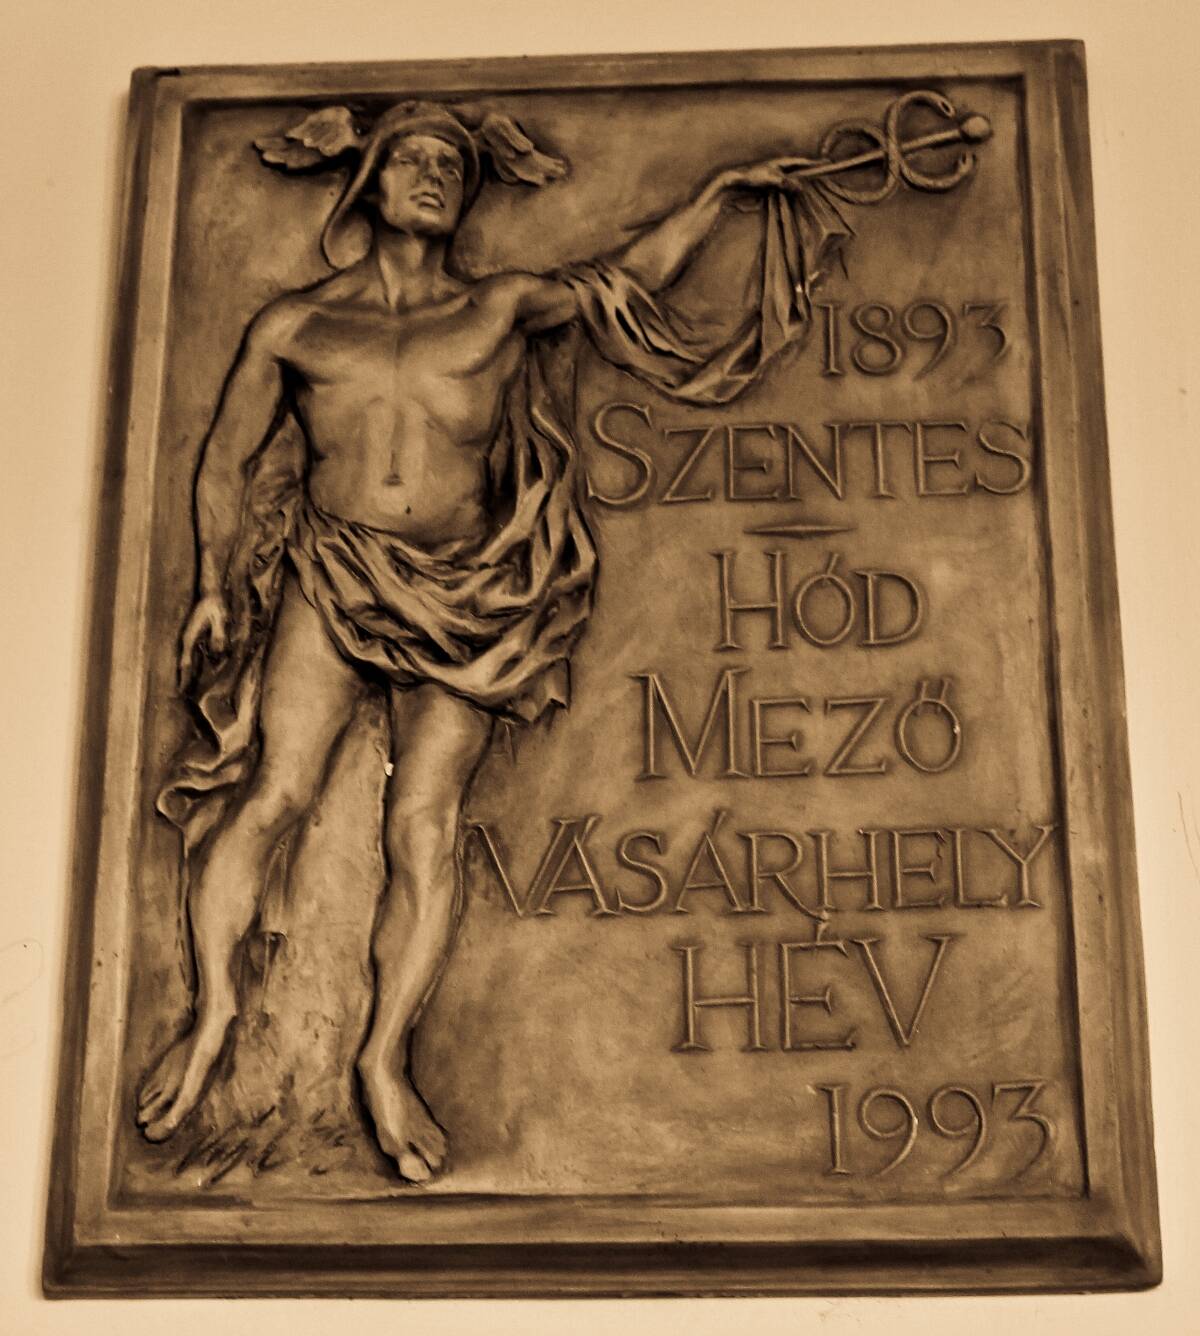 1893
SZENTES
–
HÓD
MEZŐ
VÁSÁRHELY
HÉV
1993